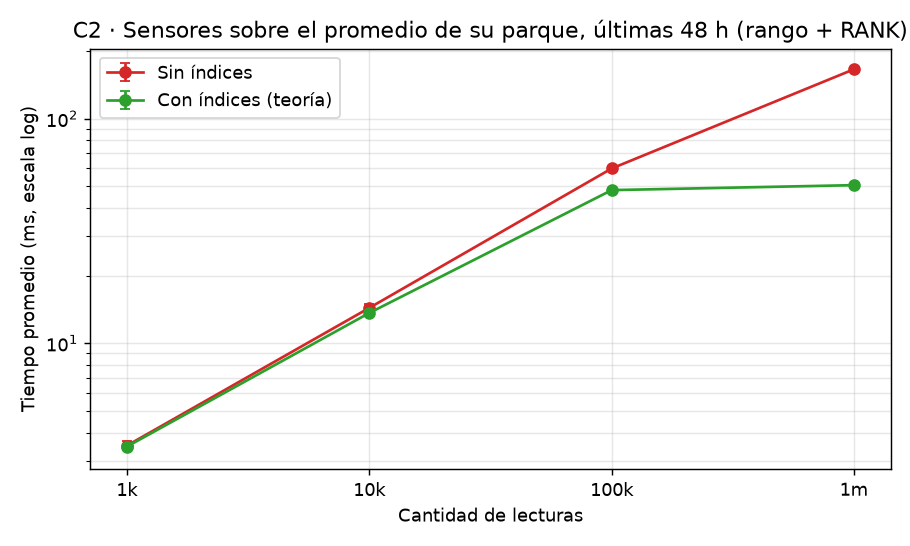 C2 · Sensores sobre el promedio de su parque, últimas 48 h (rango + RANK)
Sin índices
Con índices (teoría)
Tiempo promedio (ms, escala log)
10²
10¹
1k
10k
100k
1m
Cantidad de lecturas